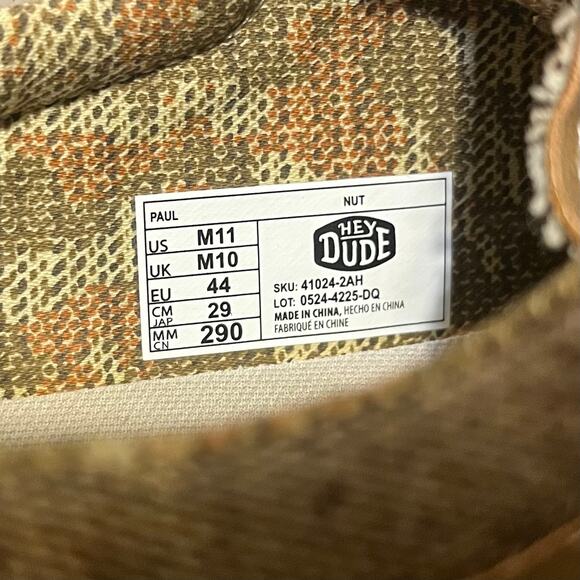 PAUL NUT
US M11
UK M10
EU 44
CM JAP 29
MM CN 290
HEY
DUDE
SKU: 41024-2AH
LOT: 0524-4225-DQ
MADE IN CHINA, HECHO EN CHINA
FABRIQUÉ EN CHINE